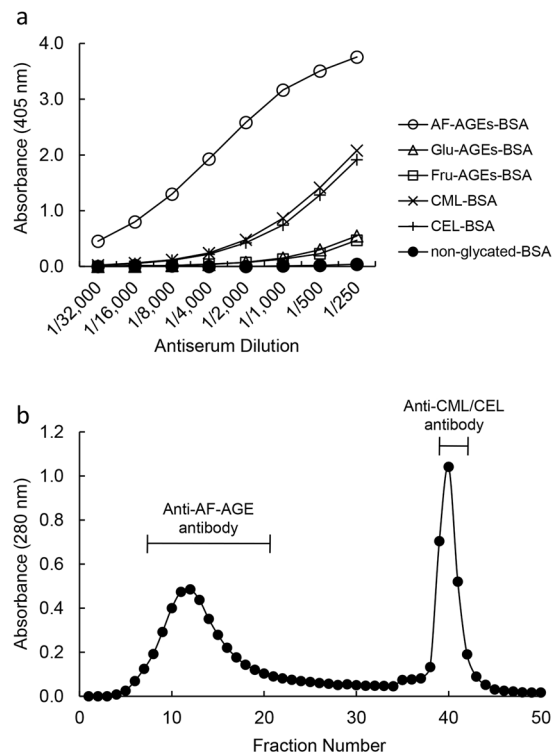 a
Absorbance (405 nm)
4.0
3.0
2.0
1.0
0.0
1/32,000
1/16,000
1/8,000
1/4,000
1/2,000
1/1,000
1/500
1/250
Antiserum Dilution
AF-AGEs-BSA
Glu-AGEs-BSA
Fru-AGEs-BSA
CML-BSA
CEL-BSA
non-glycated-BSA
b
Absorbance (280 nm)
1.2
1.0
0.8
0.6
0.4
0.2
0.0
Anti-AF-AGE
antibody
Anti-CML/CEL
antibody
0
10
20
30
40
50
Fraction Number